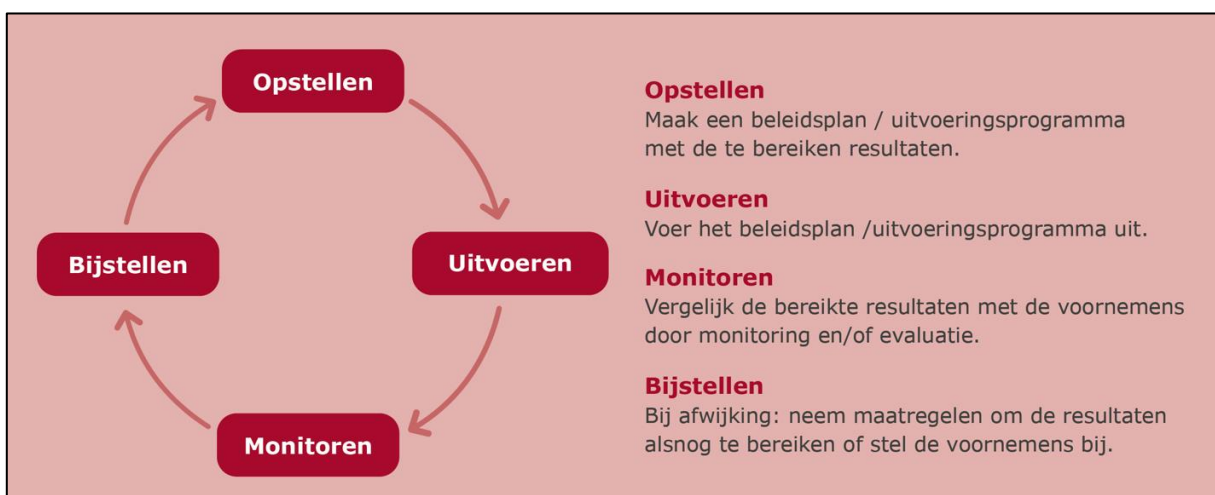 Opstellen
Uitvoeren
Monitoren
Bijstellen
Opstellen
Maak een beleidsplan / uitvoeringsprogramma
met de te bereiken resultaten.
Uitvoeren
Voer het beleidsplan /uitvoeringsprogramma uit.
Monitoren
Vergelijk de bereikte resultaten met de voornemens
door monitoring en/of evaluatie.
Bijstellen
Bij afwijking: neem maatregelen om de resultaten
alsnog te bereiken of stel de voornemens bij.